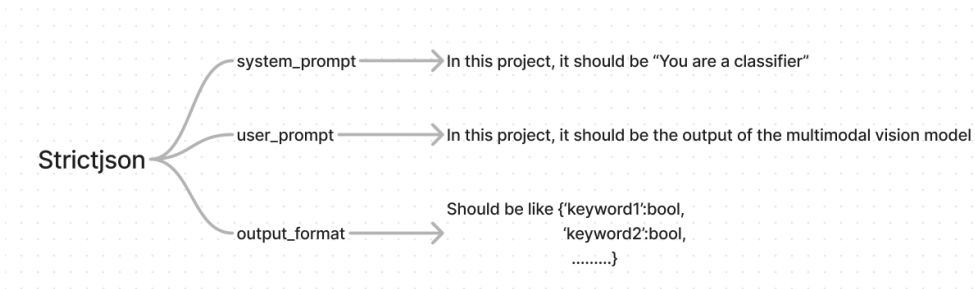 system_prompt
In this project, it should be “You are a classifier”
user_prompt
In this project, it should be the output of the multimodal vision model
Strictjson
output_format
Should be like {‘keyword1’:bool,
‘keyword2’:bool,
.........}